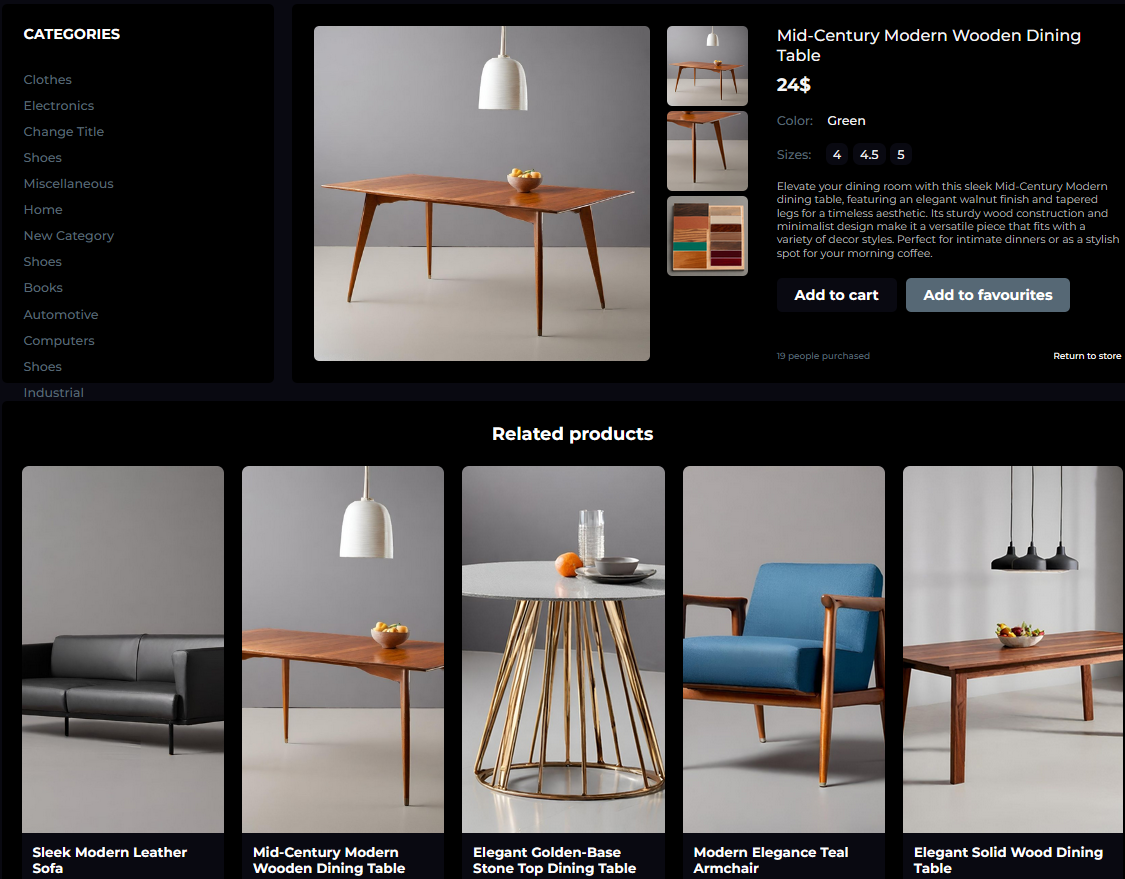 CATEGORIES
Clothes
Electronics
Change Title
Shoes
Miscellaneous
Home
New Category
Shoes
Books
Automotive
Computers
Shoes
Industrial
Mid-Century Modern Wooden Dining
Table
24$
Color: Green
Sizes: 4 4.5 5
Elevate your dining room with this sleek Mid-Century Modern
dining table, featuring an elegant walnut finish and tapered
legs for a timeless aesthetic. Its sturdy wood construction and
minimalist design make it a versatile piece that fits with a
variety of decor styles. Perfect for intimate dinners or as a stylish
spot for your morning coffee.
Add to cart Add to favourites
19 people purchased Return to store
Related products
Sleek Modern Leather
Sofa
Mid-Century Modern
Wooden Dining Table
Elegant Golden-Base
Stone Top Dining Table
Modern Elegance Teal
Armchair
Elegant Solid Wood Dining
Table